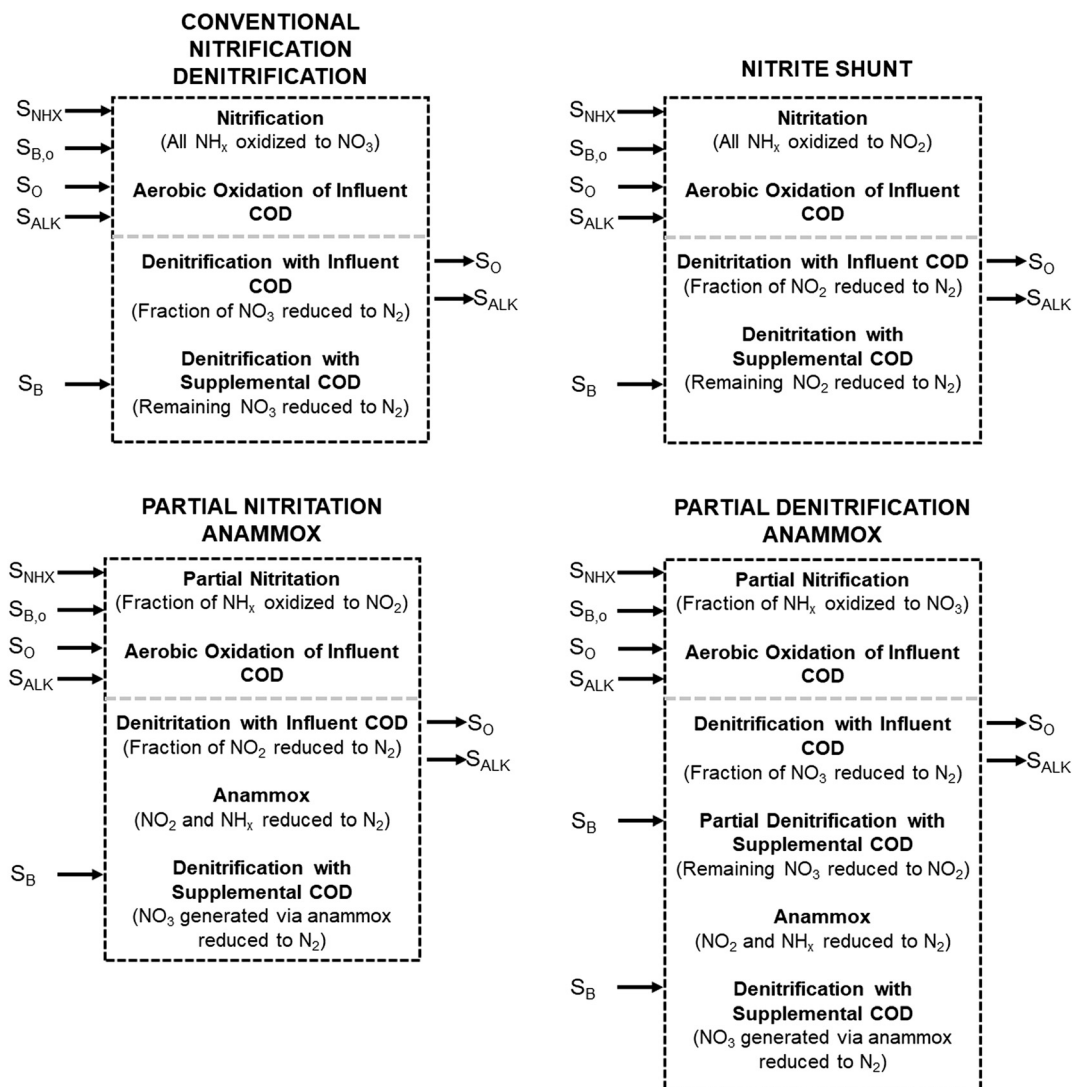 CONVENTIONAL
NITRIFICATION
DENITRIFICATION
S_NHX
S_B,o
S_O
S_ALK
Nitrification
(All NH_x oxidized to NO_3)
Aerobic Oxidation of Influent
COD
Denitrification with Influent
COD
(Fraction of NO_3 reduced to N_2)
S_O
S_ALK
Denitrification with
Supplemental COD
(Remaining NO_3 reduced to N_2)
S_B
NITRITE SHUNT
S_NHX
S_B,o
S_O
S_ALK
Nitritation
(All NH_x oxidized to NO_2)
Aerobic Oxidation of Influent
COD
Denitritation with Influent COD
(Fraction of NO_2 reduced to N_2)
S_O
S_ALK
Denitritation with
Supplemental COD
(Remaining NO_2 reduced to N_2)
S_B
PARTIAL NITRITATION
ANAMMOX
S_NHX
S_B,o
S_O
S_ALK
Partial Nitritation
(Fraction of NH_x oxidized to NO_2)
Aerobic Oxidation of Influent
COD
Denitritation with Influent COD
(Fraction of NO_2 reduced to N_2)
S_O
S_ALK
Anammox
(NO_2 and NH_x reduced to N_2)
S_B
Denitrification with
Supplemental COD
(NO_3 generated via anammox
reduced to N_2)
PARTIAL DENITRIFICATION
ANAMMOX
S_NHX
S_B,o
S_O
S_ALK
Partial Nitrification
(Fraction of NH_x oxidized to NO_3)
Aerobic Oxidation of Influent
COD
Denitrification with Influent
COD
(Fraction of NO_3 reduced to N_2)
S_O
S_ALK
S_B
Partial Denitrification with
Supplemental COD
(Remaining NO_3 reduced to NO_2)
Anammox
(NO_2 and NH_x reduced to N_2)
S_B
Denitrification with
Supplemental COD
(NO_3 generated via anammox
reduced to N_2)